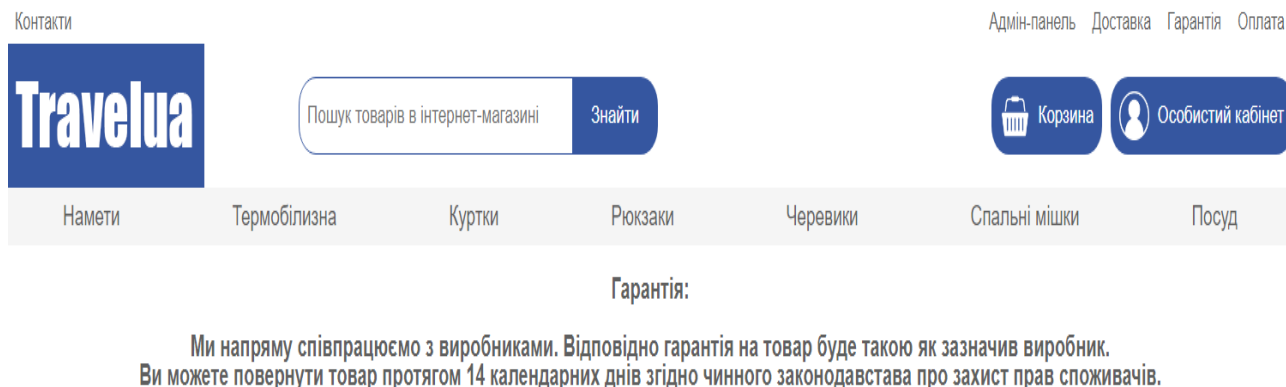 Контакти
Адмін-панель Доставка Гарантія Оплата
Travelua
Пошук товарів в інтернет-магазині Знайти
Корзина Особистий кабінет
Намети Термобілизна Куртки Рюкзаки Черевики Спальні мішки Посуд
Гарантія:
Ми напряму співпрацюємо з виробниками. Відповідно гарантія на товар буде такою як зазначив виробник.
Ви можете повернути товар протягом 14 календарних днів згідно чинного законодавстава про захист прав споживачів.